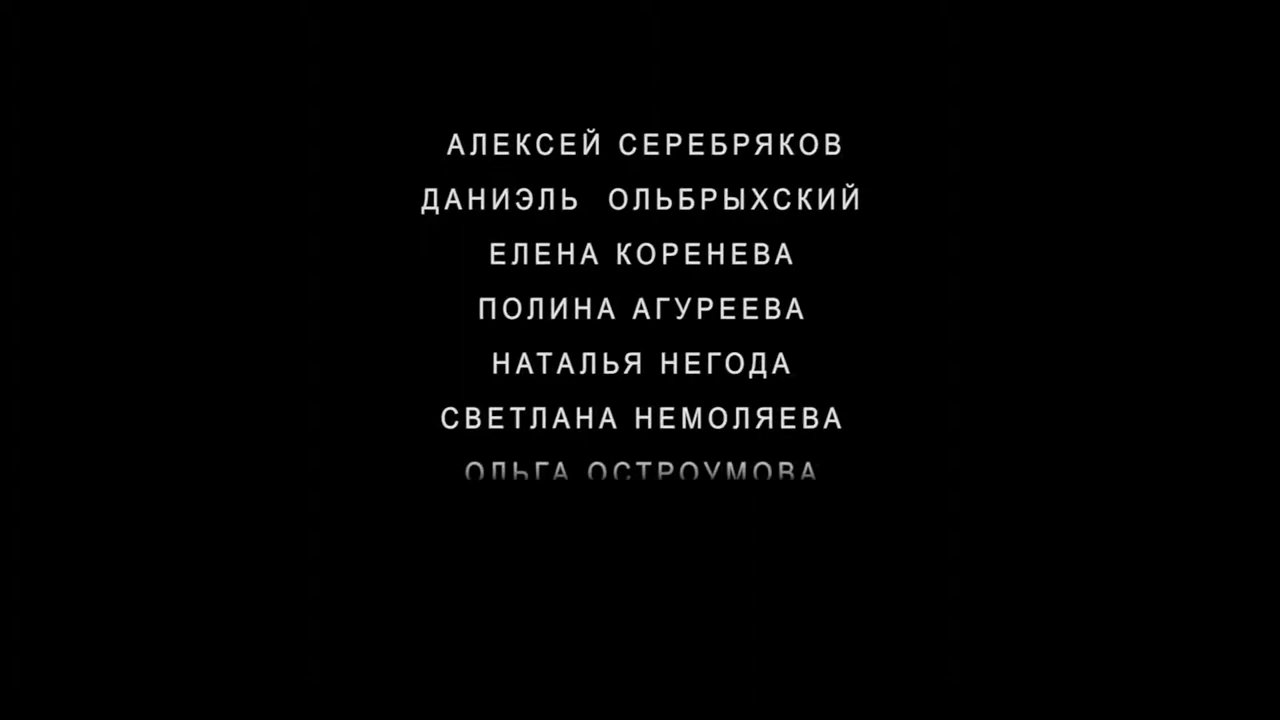 АЛЕКСЕЙ СЕРЕБРЯКОВ
ДАНИЭЛЬ ОЛЬБРЫХСКИЙ
ЕЛЕНА КОРЕНЕВА
ПОЛИНА АГУРЕЕВА
НАТАЛЬЯ НЕГОДА
СВЕТЛАНА НЕМОЛЯЕВА
ОЛЬГА ОСТРОУМОВА